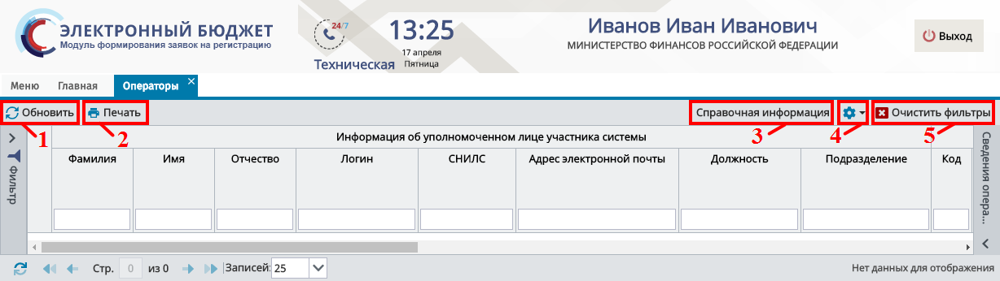 ЭЛЕКТРОННЫЙ БЮДЖЕТ
Модуль формирования заявок на регистрацию
24/7
Техническая
13:25
17 апреля
Пятница
Иванов Иван Иванович
МИНИСТЕРСТВО ФИНАНСОВ РОССИЙСКОЙ ФЕДЕРАЦИИ
Выход
Меню Главная Операторы
Обновить Печать Справочная информация Очистить фильтры
1 2 3 4 5
Информация об уполномоченном лице участника системы
Фамилия Имя Отчество Логин СНИЛС Адрес электронной почты Должность Подразделение Код
Фильтр
Сведения опера...
Стр. 0 из 0 Записей: 25 Нет данных для отображения